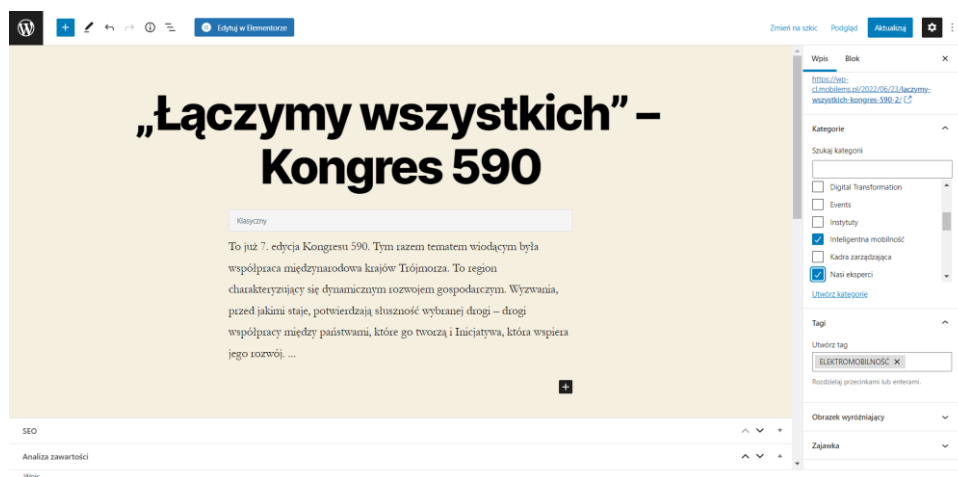 Edytuj w Elementorze
Zmień na szkic
Podgląd
Aktualizuj
„Łączymy wszystkich” –
Kongres 590
Klasyczny
To już 7. edycja Kongresu 590. Tym razem tematem wiodącym była
współpraca międzynarodowa krajów Trójmorza. To region
charakteryzujący się dynamicznym rozwojem gospodarczym. Wyzwania,
przed jakimi staje, potwierdzają słuszność wybranej drogi – drogi
współpracy między państwami, które go tworzą i Inicjatywa, która wspiera
jego rozwój. ...
SEO
Analiza zawartości
Wpis
Wpis
Blok
https://wp-
cl.mobilems.pl/2022/06/23/laczymy-
wszystkich-kongres-590-2/
Kategorie
Szukaj kategorii
Digital Transformation
Events
Instytuty
Inteligentna mobilność
Kadra zarządzająca
Nasi eksperci
Utwórz kategorie
Tagi
Utwórz tag
ELEKTROMOBILNOŚĆ
Rozdzielaj przecinkami lub enterami.
Obrazek wyróżniający
Zajawka